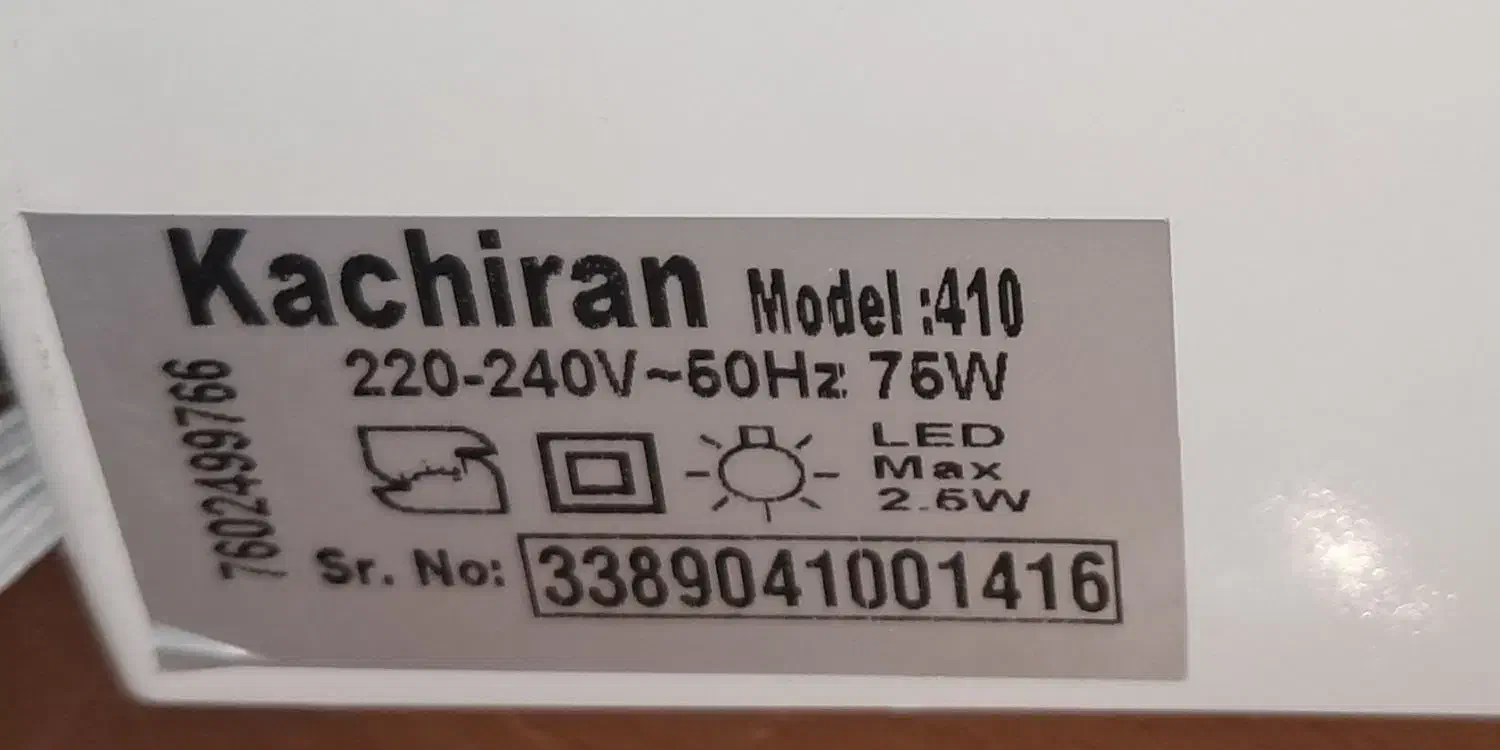 Kachiran Model :410
220-240V~50Hz 75W
LED
Max
2.5W
Sr. No: 3389041001416
7602499766